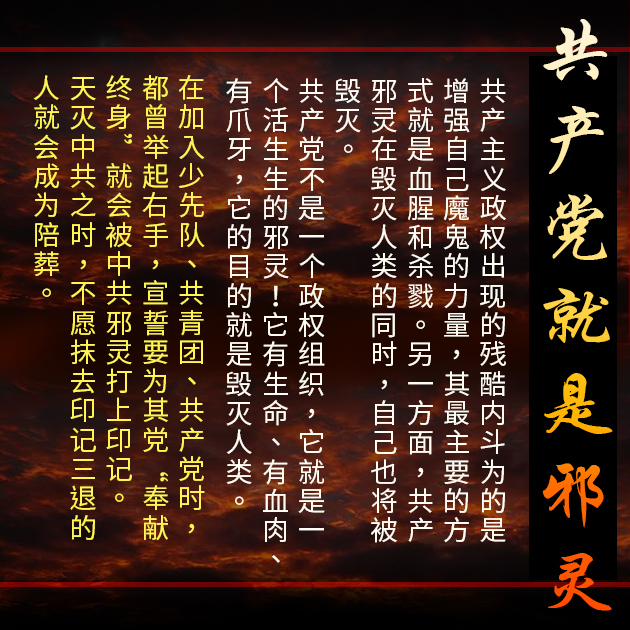 共产党就是邪灵
共产主义政权出现的残酷内斗为的是
增强自己魔鬼的力量，其最主要的方
式就是血腥和杀戮。另一方面，共产
邪灵在毁灭人类的同时，自己也将被
毁灭。
共产党不是一个政权组织，它就是一
个活生生的邪灵！它有生命、有血肉、
有爪牙，它的目的就是毁灭人类。
在加入少先队、共青团、共产党时，
都曾举起右手，宣誓要为其党“奉献
终身”，就会被中共邪灵打上印记。
天灭中共之时，不愿抹去印记三退的
人就会成为陪葬。